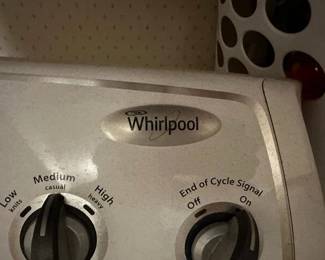 Whirlpool
Low
knits
Medium
casual
High
heavy
End of Cycle Signal
Off
On